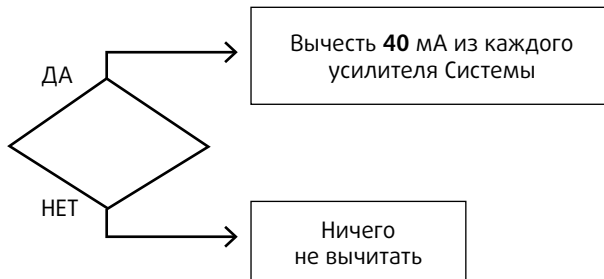 ДА
Вычесть 40 мА из каждого
усилителя Системы
НЕТ
Ничего
не вычитать